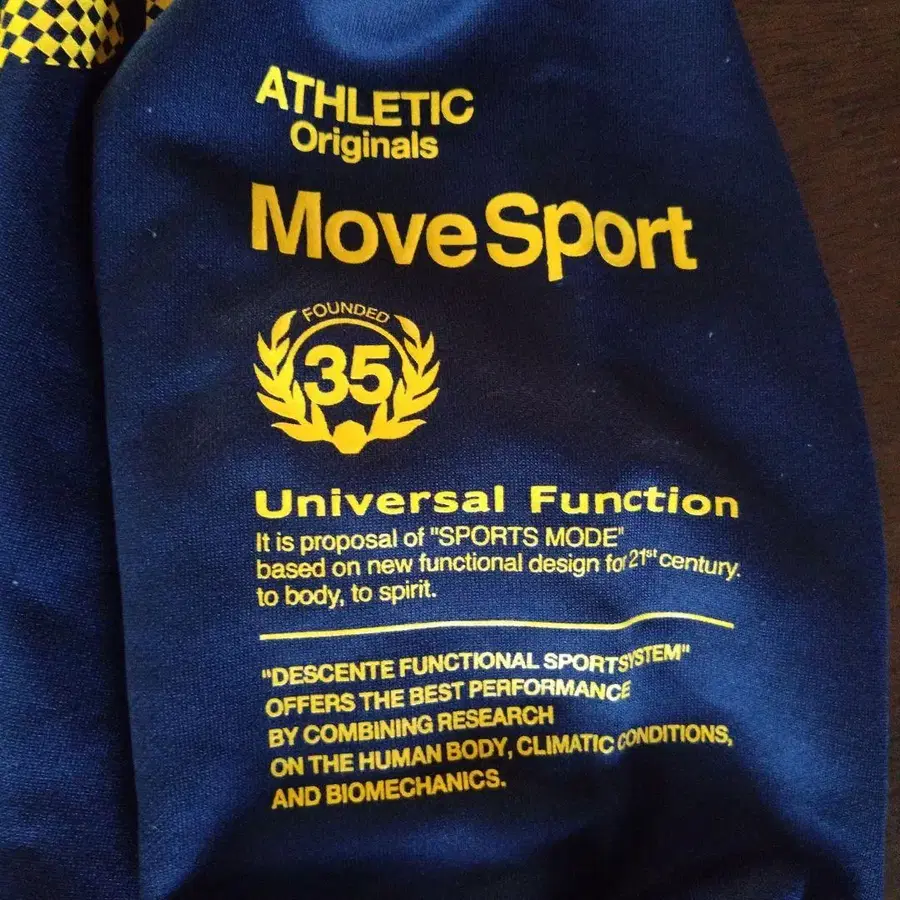 ATHLETIC
Originals
MoveSport
FOUNDED
35
Universal Function
It is proposal of "SPORTS MODE"
based on new functional design for 21st century.
to body, to spirit.
"DESCENTE FUNCTIONAL SPORTSYSTEM"
OFFERS THE BEST PERFORMANCE
BY COMBINING RESEARCH
ON THE HUMAN BODY, CLIMATIC CONDITIONS,
AND BIOMECHANICS.